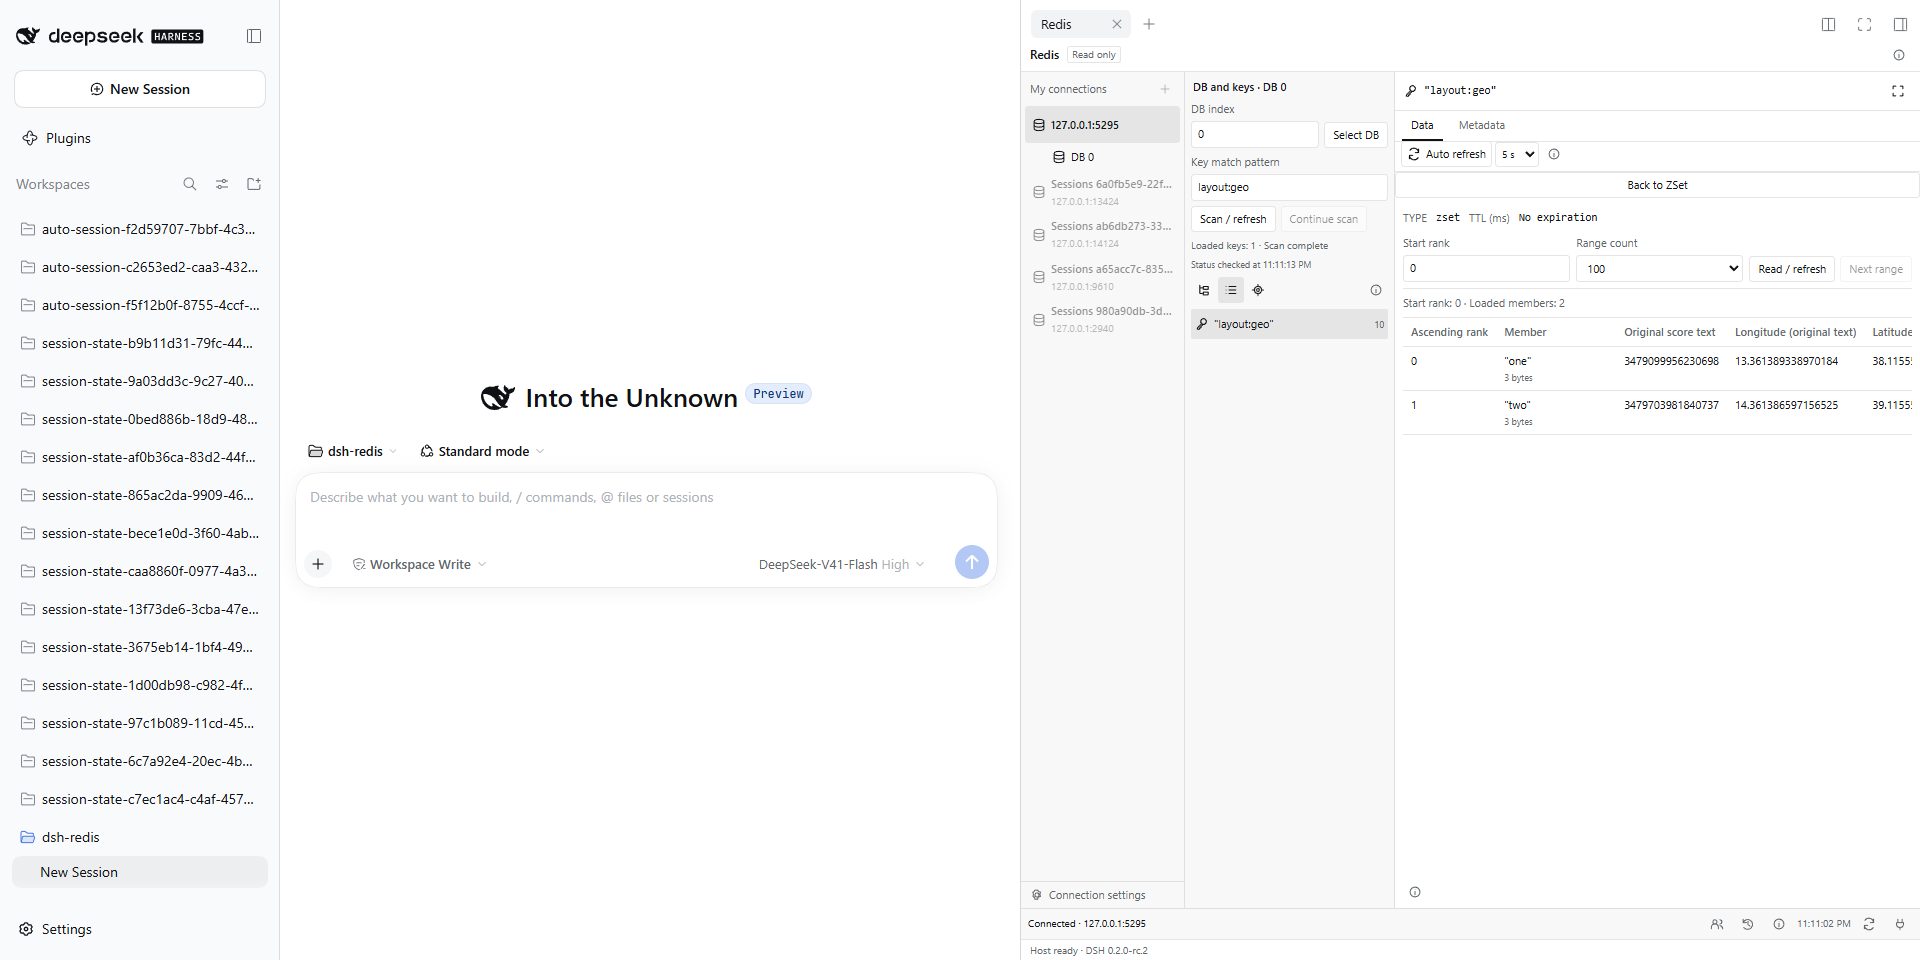 deepseek HARNESS
New Session
Plugins
Workspaces
auto-session-f2d59707-7bbf-4c3...
auto-session-c2653ed2-caa3-432...
auto-session-f5f12b0f-8755-4ccf-...
session-state-b9b11d31-79fc-44...
session-state-9a03dd3c-9c27-40...
session-state-0bed886b-18d9-48...
session-state-af0b36ca-83d2-44f...
session-state-865ac2da-9909-46...
session-state-bece1e0d-3f60-4ab...
session-state-caa8860f-0977-4a3...
session-state-13f73de6-3cba-47e...
session-state-3675eb14-1bf4-49...
session-state-1d00db98-c982-4f...
session-state-97c1b089-11cd-45...
session-state-6c7a92e4-20ec-4b...
session-state-c7ec1ac4-c4af-457...
dsh-redis
New Session
Settings
Into the Unknown Preview
dsh-redis Standard mode
Describe what you want to build, / commands, @ files or sessions
Workspace Write DeepSeek-V41-Flash High
Redis
Redis Read only
My connections
127.0.0.1:5295
DB 0
Sessions 6a0fb5e9-22f...
127.0.0.1:13424
Sessions ab6db273-33...
127.0.0.1:14124
Sessions a65acc7c-835...
127.0.0.1:9610
Sessions 980a90db-3d...
127.0.0.1:2940
Connection settings
DB and keys · DB 0
DB index
0 Select DB
Key match pattern
layout:geo
Scan / refresh Continue scan
Loaded keys: 1 · Scan complete
Status checked at 11:11:13 PM
"layout:geo" 10
"layout:geo"
Data Metadata
Auto refresh 5 s
Back to ZSet
TYPE zset TTL (ms) No expiration
Start rank Range count
0 100 Read / refresh Next range
Start rank: 0 · Loaded members: 2
Ascending rank Member Original score text Longitude (original text) Latitude
0 "one" 3479099956230698 13.361389338970184 38.1155
3 bytes
1 "two" 3479703981840737 14.361386597156525 39.1155
3 bytes
Connected · 127.0.0.1:5295 11:11:02 PM
Host ready · DSH 0.2.0-rc.2